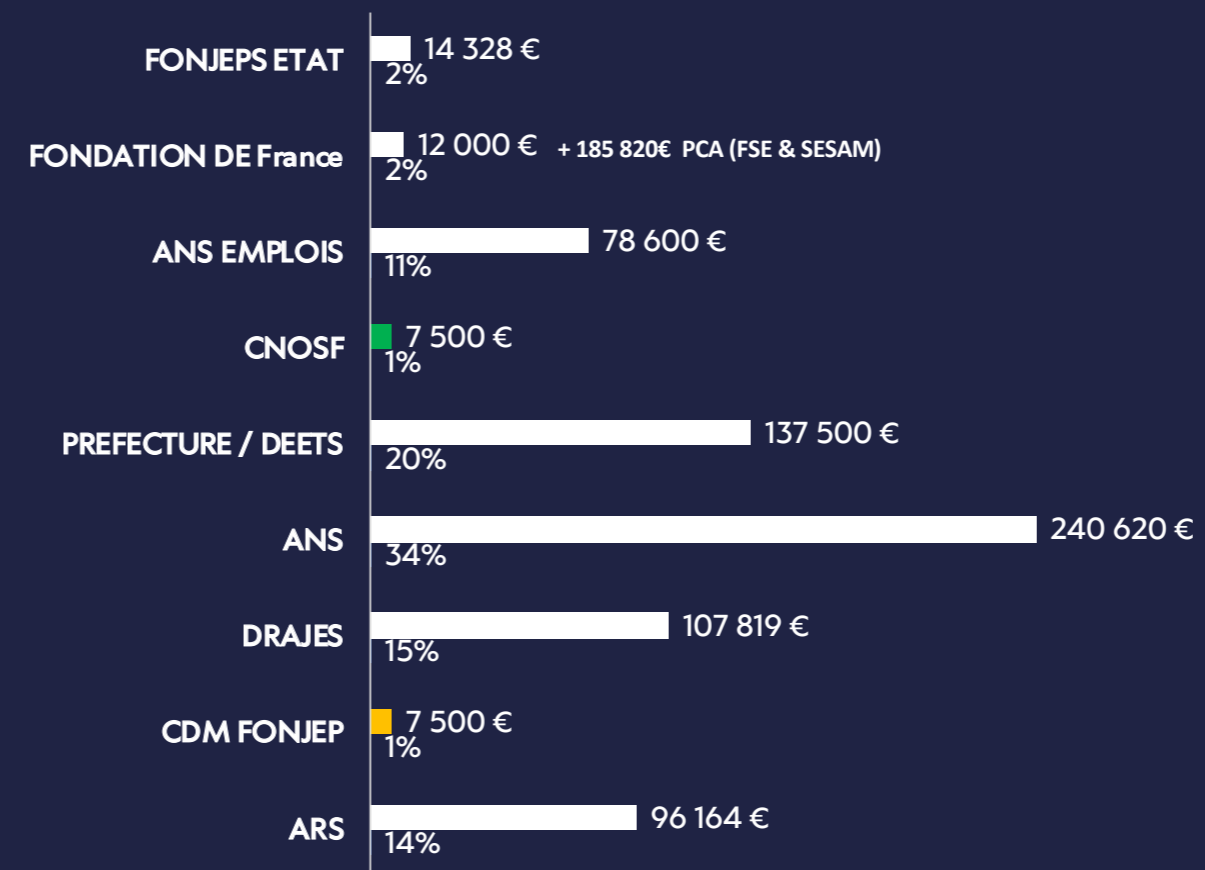 FONJEPS ETAT 14 328 €
2%
FONDATION DE France 12 000 € + 185 820€ PCA (FSE & SESAM)
2%
ANS EMPLOIS 78 600 €
11%
CNOSF 7 500 €
1%
PREFECTURE / DEETS 137 500 €
20%
ANS 240 620 €
34%
DRAJES 107 819 €
15%
CDM FONJEP 7 500 €
1%
ARS 96 164 €
14%